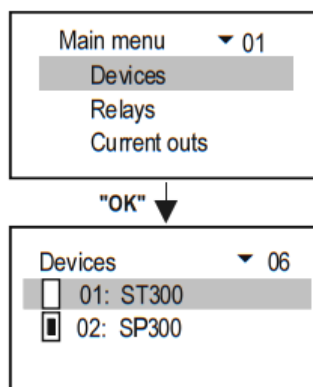 Main menu ▼ 01
Devices
Relays
Current outs
"OK"
Devices ▼ 06
01: ST300
02: SP300